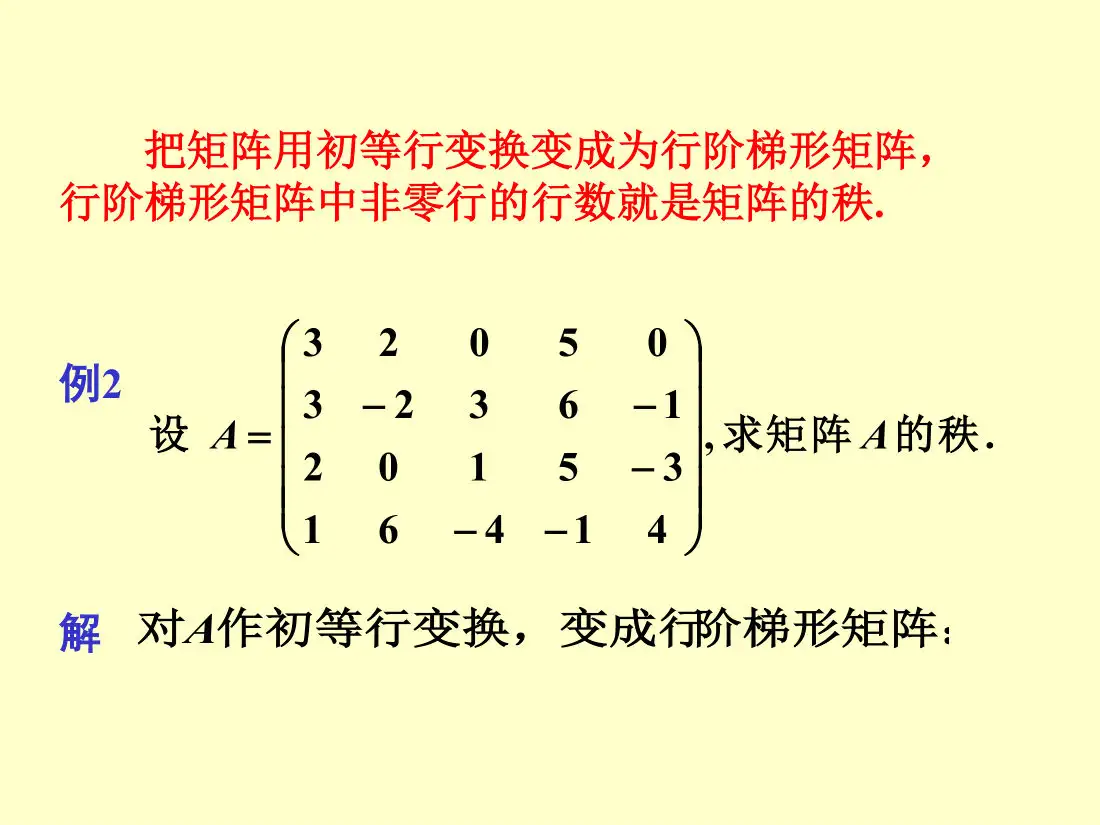 把矩阵用初等行变换变成为行阶梯形矩阵，
行阶梯形矩阵中非零行的行数就是矩阵的秩.
例2
设 A = ( 3 2 0 5 0
3 −2 3 6 −1
2 0 1 5 −3
1 6 −4 −1 4 ) , 求矩阵 A 的秩 .
解 对A作初等行变换，变成行阶梯形矩阵：